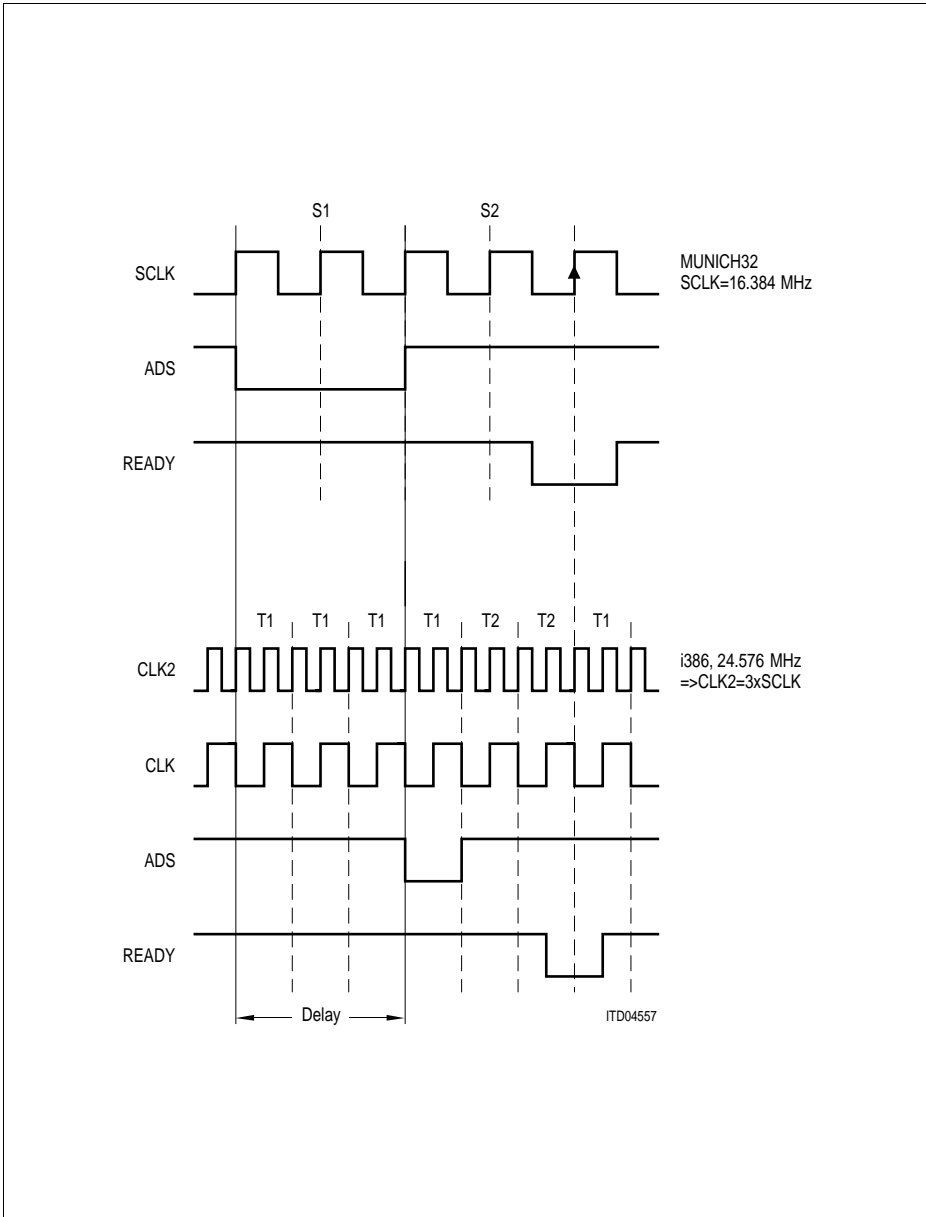 S1 S2
SCLK
MUNICH32
SCLK=16.384 MHz
ADS
READY
T1 T1 T1 T1 T2 T2 T1
CLK2
i386, 24.576 MHz
=>CLK2=3xSCLK
CLK
ADS
READY
Delay
ITD04557